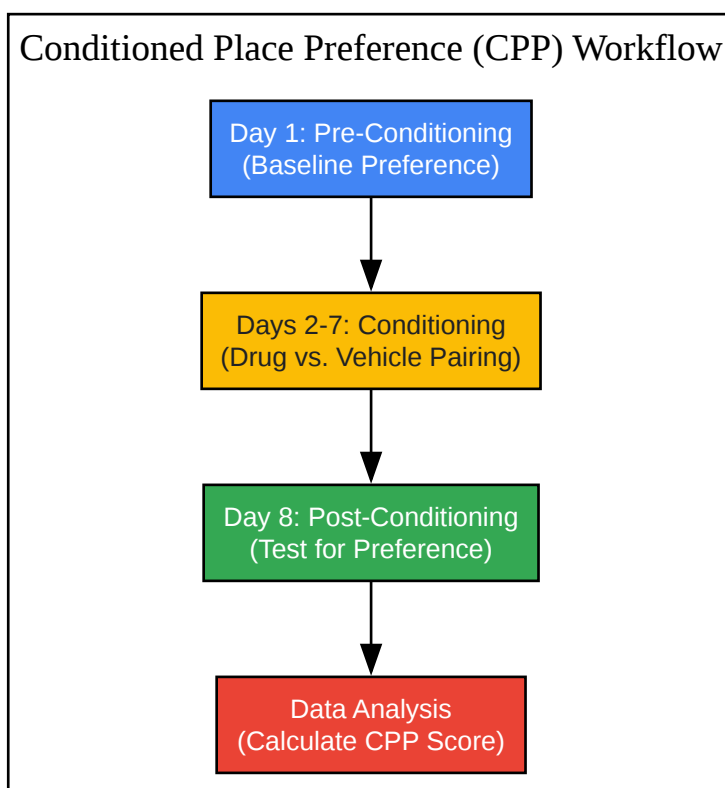 Conditioned Place Preference (CPP) Workflow
Day 1: Pre-Conditioning
(Baseline Preference)
Days 2-7: Conditioning
(Drug vs. Vehicle Pairing)
Day 8: Post-Conditioning
(Test for Preference)
Data Analysis
(Calculate CPP Score)